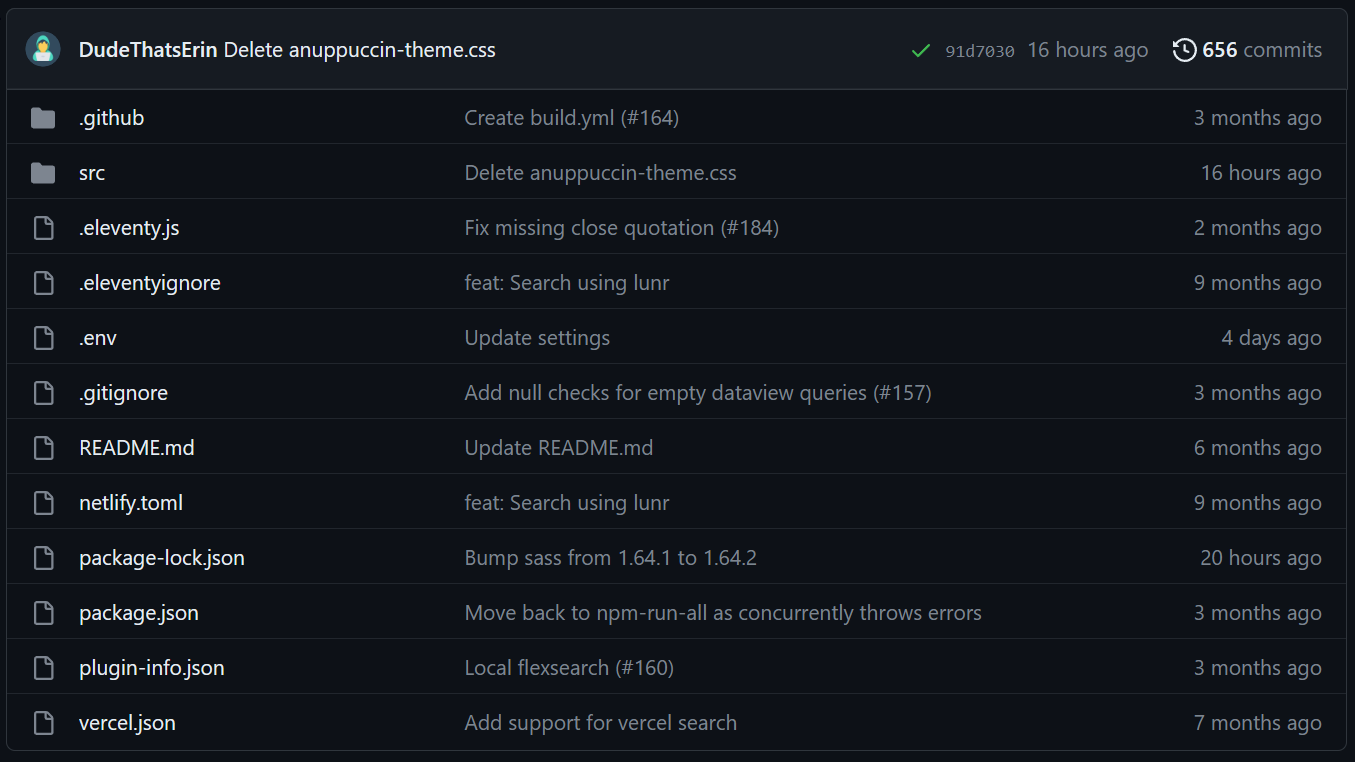 DudeThatsErin Delete anuppuccin-theme.css 91d7030 16 hours ago 656 commits
.github Create build.yml (#164) 3 months ago
src Delete anuppuccin-theme.css 16 hours ago
.eleventy.js Fix missing close quotation (#184) 2 months ago
.eleventyignore feat: Search using lunr 9 months ago
.env Update settings 4 days ago
.gitignore Add null checks for empty dataview queries (#157) 3 months ago
README.md Update README.md 6 months ago
netlify.toml feat: Search using lunr 9 months ago
package-lock.json Bump sass from 1.64.1 to 1.64.2 20 hours ago
package.json Move back to npm-run-all as concurrently throws errors 3 months ago
plugin-info.json Local flexsearch (#160) 3 months ago
vercel.json Add support for vercel search 7 months ago